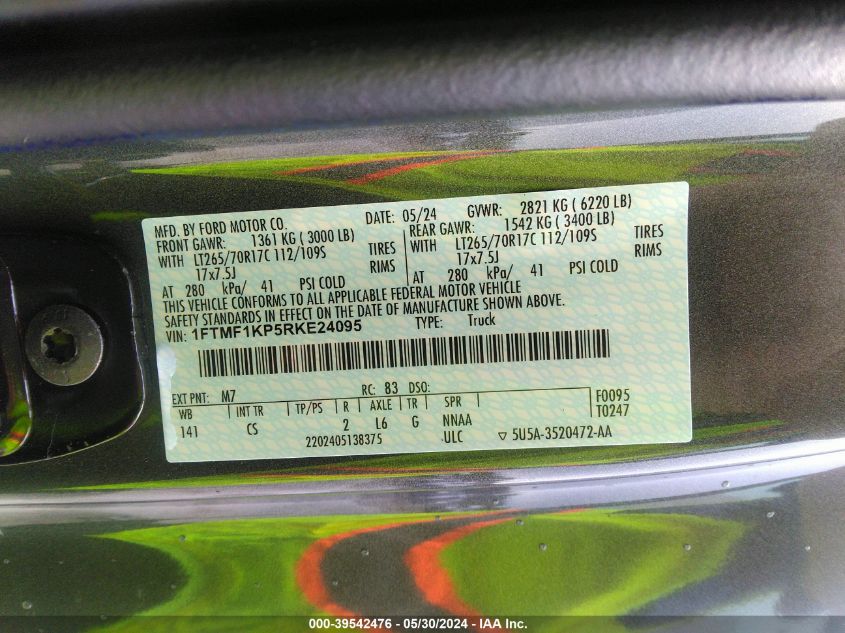 MFD. BY FORD MOTOR CO. DATE: 05/24 GVWR: 2821 KG ( 6220 LB)
FRONT GAWR: 1361 KG ( 3000 LB) REAR GAWR: 1542 KG ( 3400 LB)
WITH LT265/70R17C 112/109S TIRES WITH LT265/70R17C 112/109S TIRES
17x7.5J RIMS 17x7.5J RIMS
AT 280 kPa/ 41 PSI COLD AT 280 kPa/ 41 PSI COLD
THIS VEHICLE CONFORMS TO ALL APPLICABLE FEDERAL MOTOR VEHICLE
SAFETY STANDARDS IN EFFECT ON THE DATE OF MANUFACTURE SHOWN ABOVE.
VIN: 1FTMF1KP5RKE24095 TYPE: Truck
EXT PNT: M7 RC: 83 DSO:
WB INT TR TP/PS R AXLE TR SPR F0095
141 CS 2 L6 G NNAA T0247
2202405138375 ULC ▽ 5U5A-3520472-AA
000-39542476 - 05/30/2024 - IAA Inc.